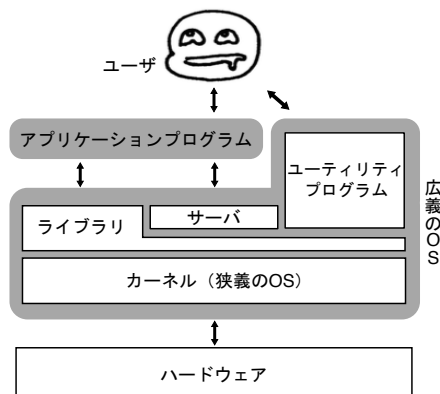 ユーザ
アプリケーションプログラム
ユーティリティ
プログラム
サーバ
ライブラリ
広義のOS
カーネル（狭義のOS）
ハードウェア